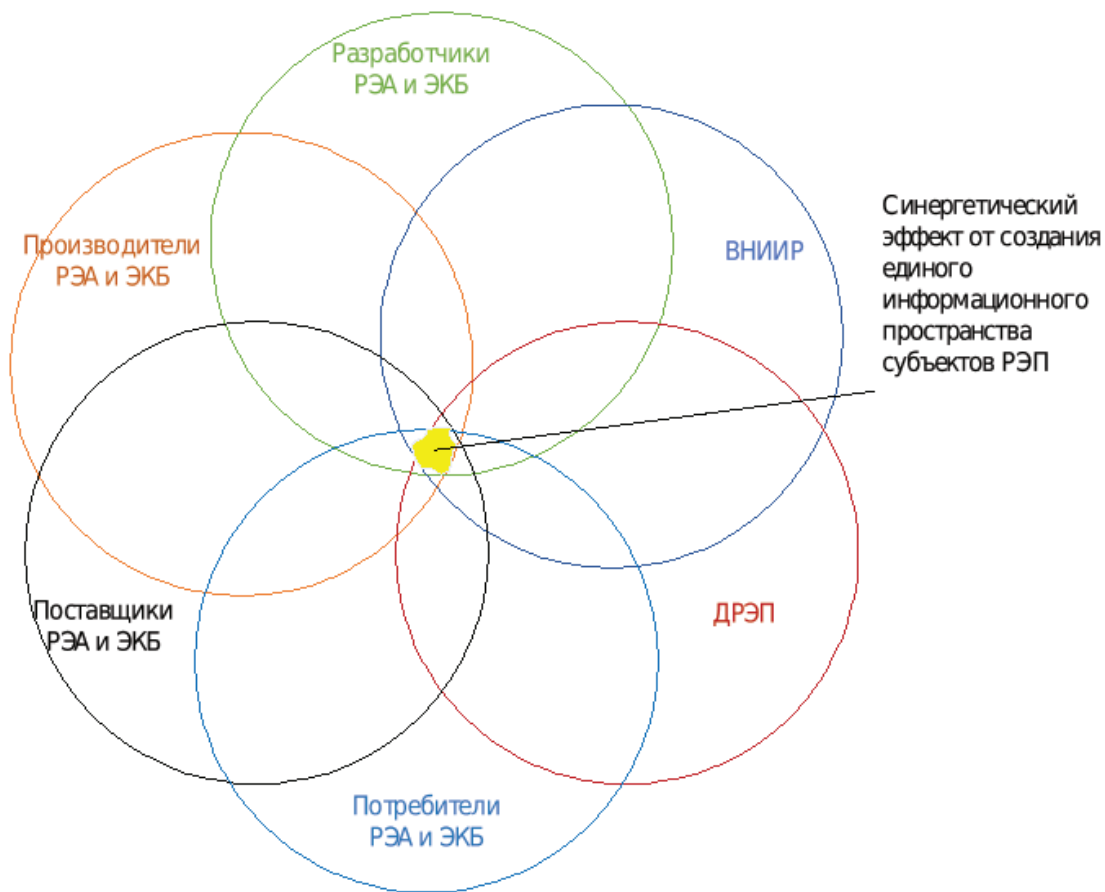 Разработчики
РЭА и ЭКБ
Производители
РЭА и ЭКБ
ВНИИР
Синергетический
эффект от создания
единого
информационного
пространства
субъектов РЭП
Поставщики
РЭА и ЭКБ
ДРЭП
Потребители
РЭА и ЭКБ